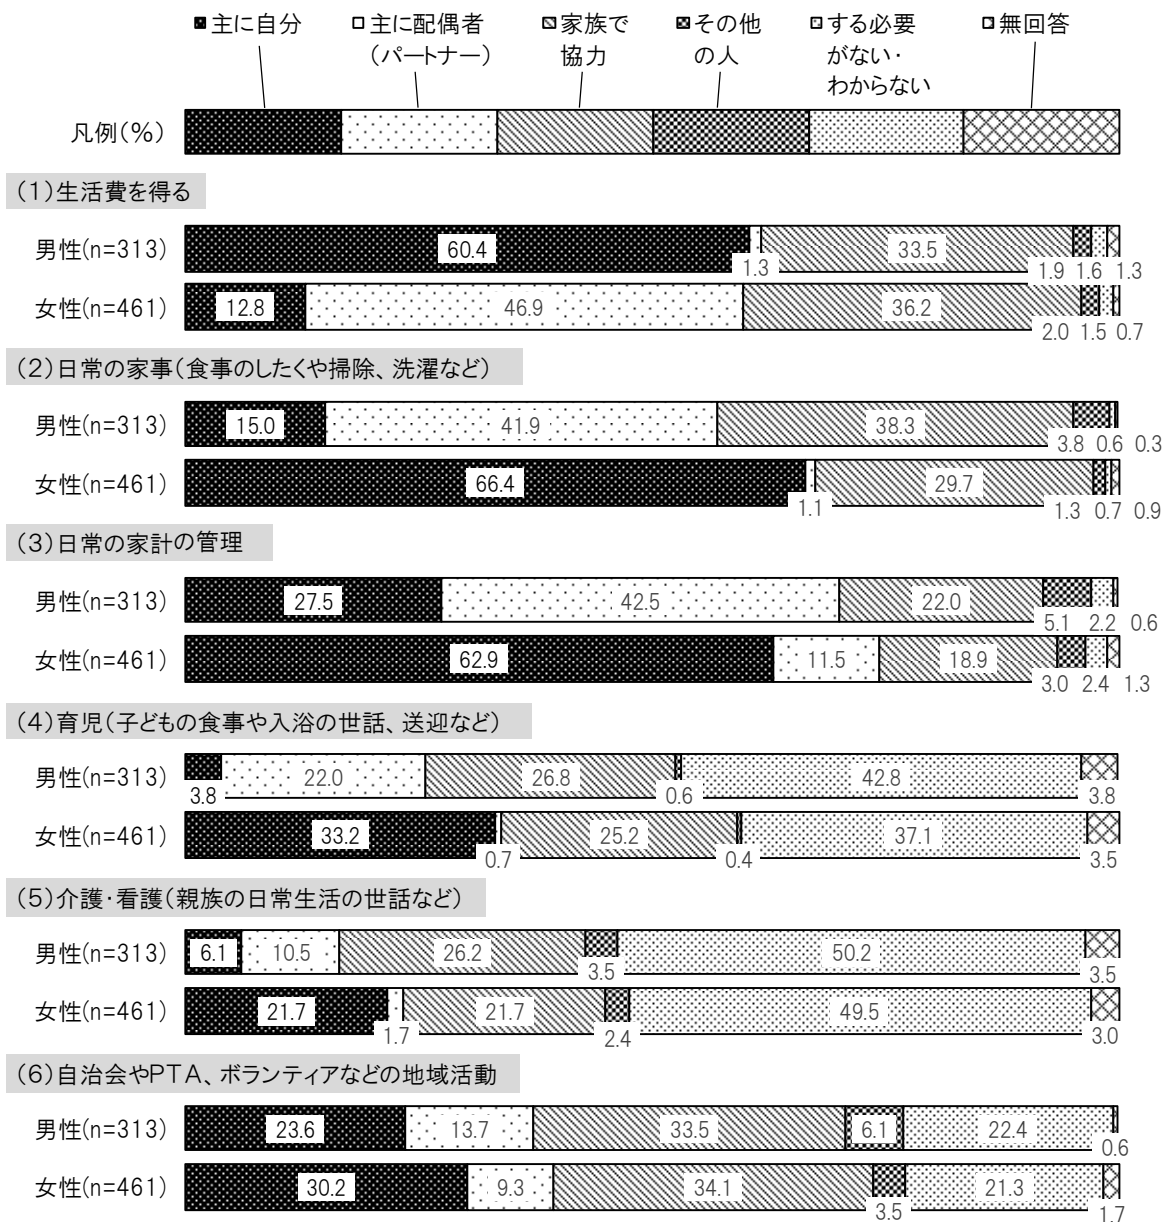 主に自分 主に配偶者 家族で その他 する必要 無回答
（パートナー） 協力 の人 がない・
わからない
凡例(%)
（1）生活費を得る
男性(n=313) 60.4 1.3 33.5 1.9 1.6 1.3
女性(n=461) 12.8 46.9 36.2 2.0 1.5 0.7
（2）日常の家事（食事のしたくや掃除、洗濯など）
男性(n=313) 15.0 41.9 38.3 3.8 0.6 0.3
女性(n=461) 66.4 1.1 29.7 1.3 0.7 0.9
（3）日常の家計の管理
男性(n=313) 27.5 42.5 22.0 5.1 2.2 0.6
女性(n=461) 62.9 11.5 18.9 3.0 2.4 1.3
（4）育児（子どもの食事や入浴の世話、送迎など）
男性(n=313) 3.8 22.0 26.8 0.6 42.8 3.8
女性(n=461) 33.2 0.7 25.2 0.4 37.1 3.5
（5）介護・看護（親族の日常生活の世話など）
男性(n=313) 6.1 10.5 26.2 3.5 50.2 3.5
女性(n=461) 21.7 1.7 21.7 2.4 49.5 3.0
（6）自治会やPTA、ボランティアなどの地域活動
男性(n=313) 23.6 13.7 33.5 6.1 22.4 0.6
女性(n=461) 30.2 9.3 34.1 3.5 21.3 1.7